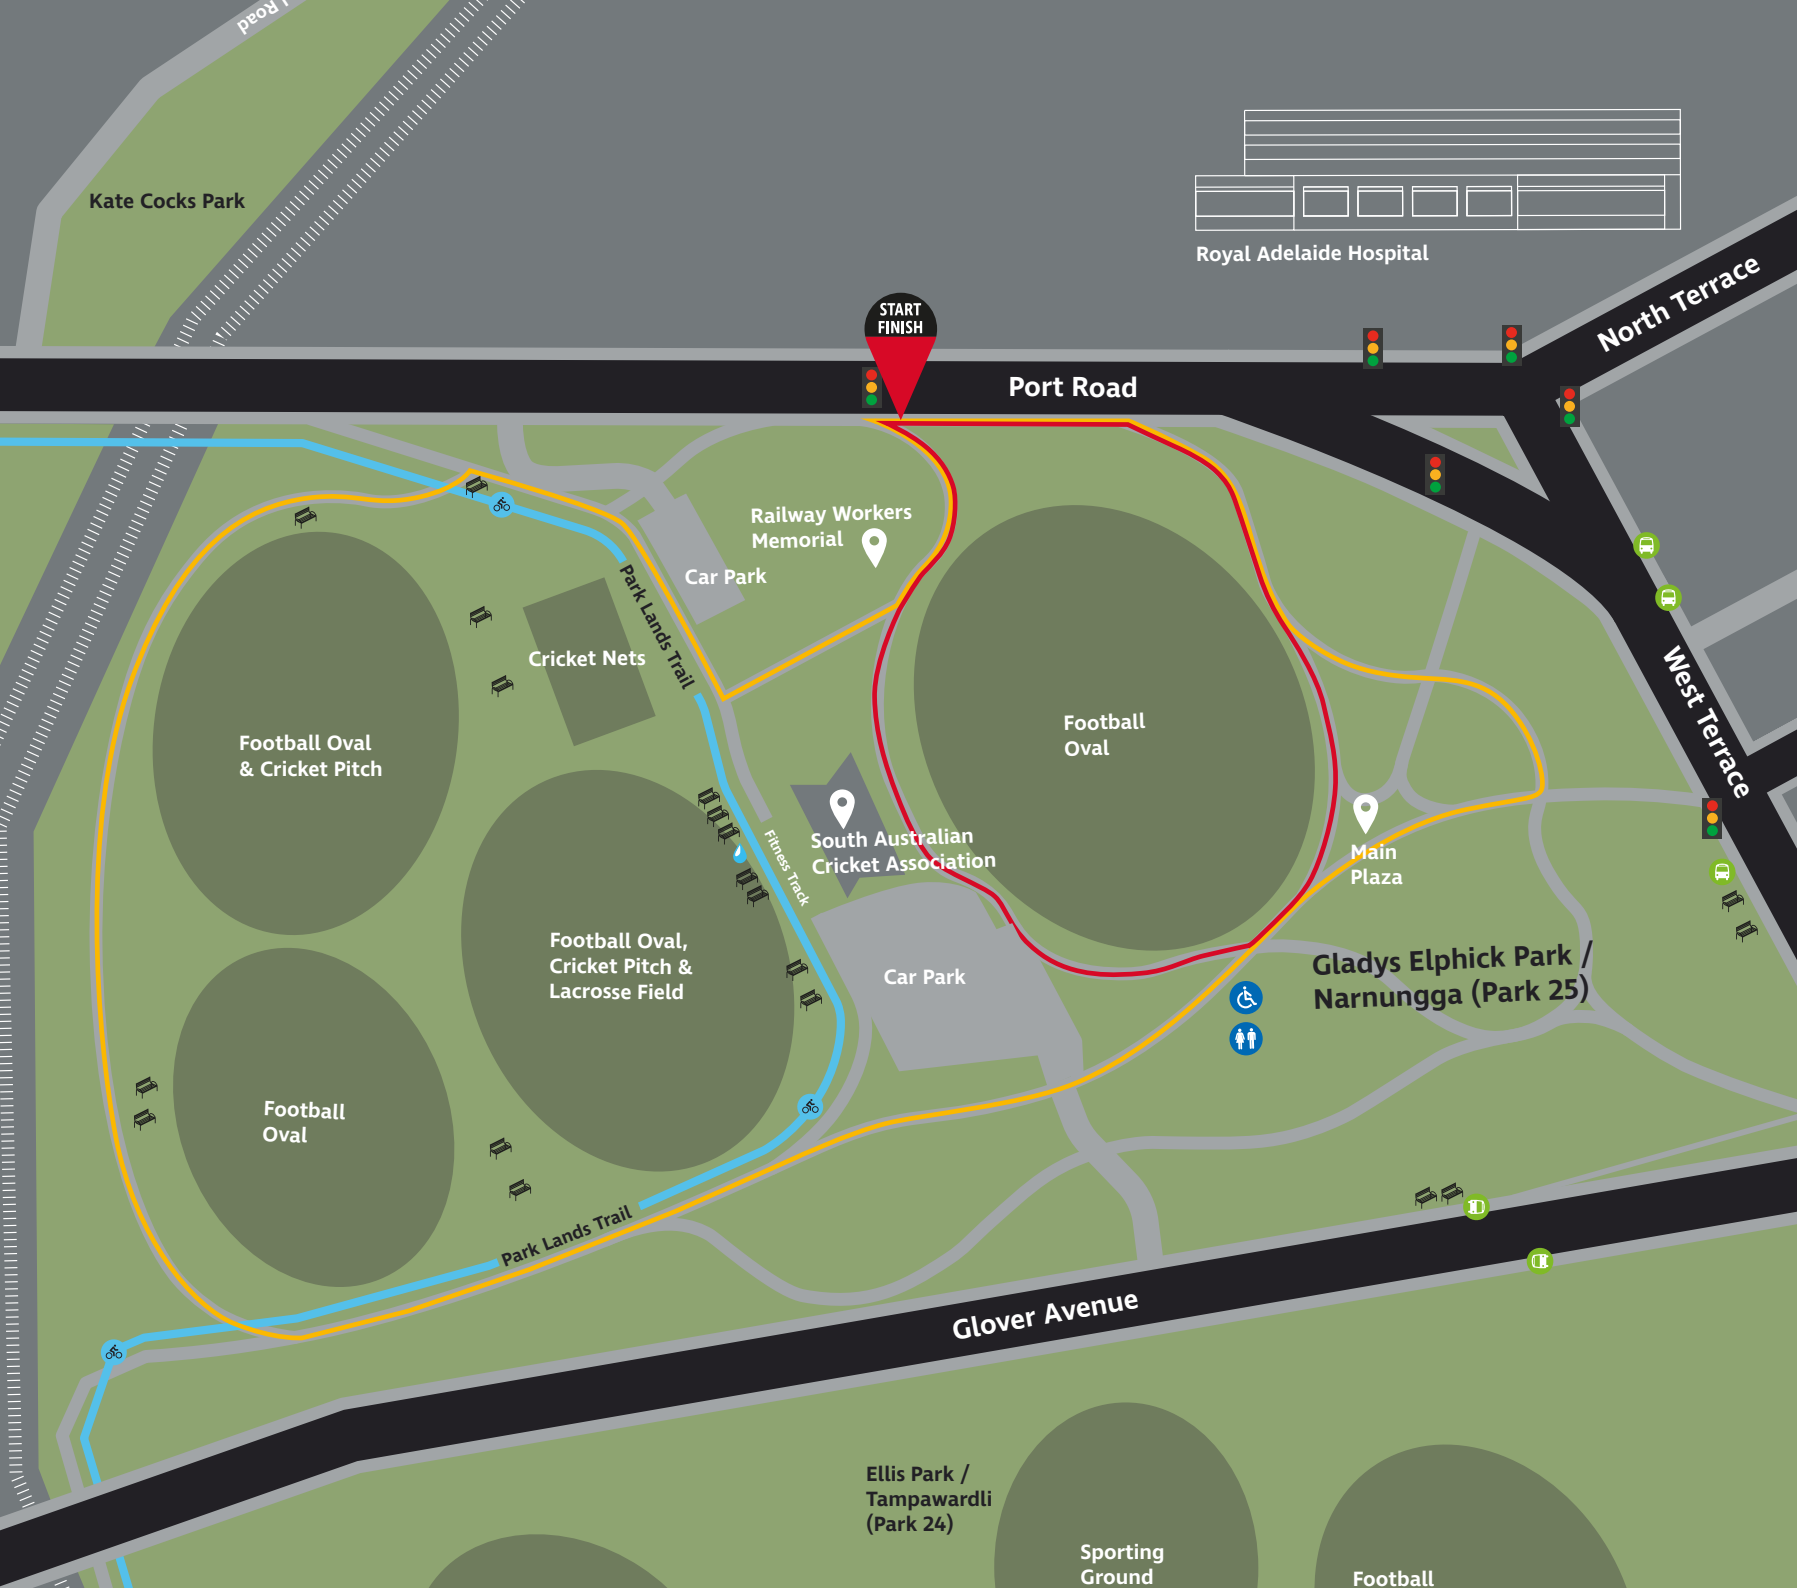 Road
Kate Cocks Park
Royal Adelaide Hospital
North Terrace
START
FINISH
Port Road
Railway Workers
Memorial
Car Park
Park Lands Trail
Cricket Nets
West Terrace
Football
Oval
Football Oval
& Cricket Pitch
South Australian
Cricket Association
Fitness Track
Main
Plaza
Football Oval,
Cricket Pitch &
Lacrosse Field
Car Park
Gladys Elphick Park /
Narnungga (Park 25)
Football
Oval
Park Lands Trail
Glover Avenue
Ellis Park /
Tampawardli
(Park 24)
Sporting
Ground
Football